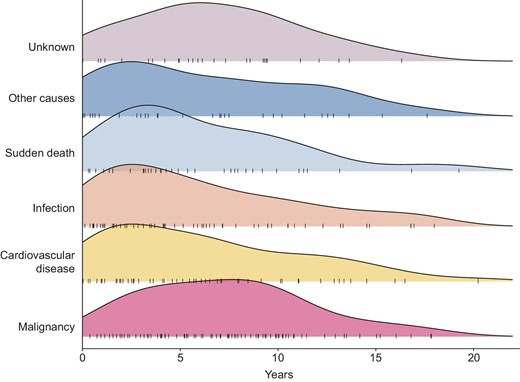 Unknown
Other causes
Sudden death
Infection
Cardiovascular
disease
Malignancy
0 5 10 15 20
Years